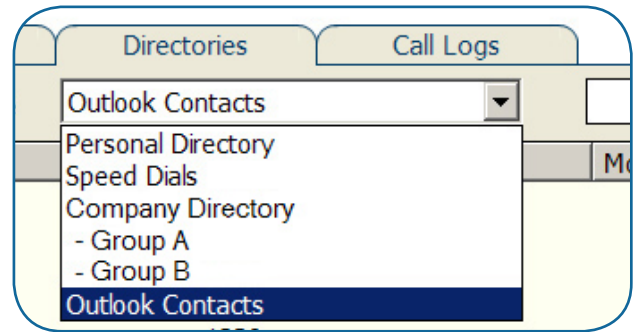 Directories
Call Logs
Outlook Contacts
Personal Directory
Speed Dials
Company Directory
- Group A
- Group B
Outlook Contacts